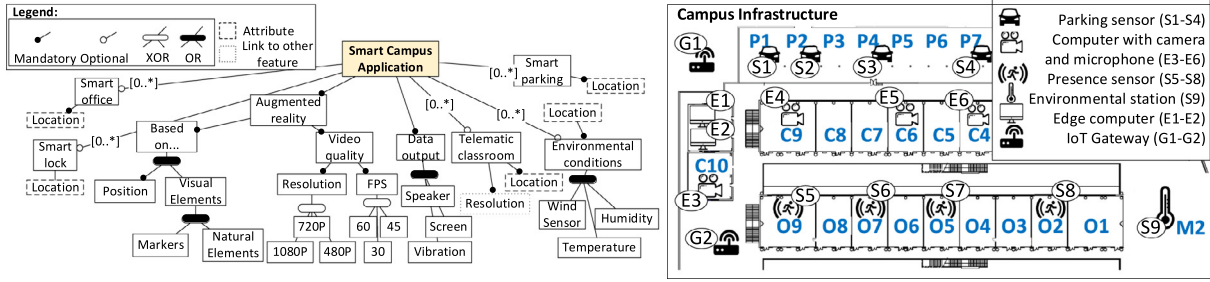 Legend:
Mandatory Optional XOR OR
Attribute
Link to other
feature
Smart Campus
Application
Smart
office
Location
[0..*]
Smart
lock
[0..*]
Location
Based
on...
Position
Visual
Elements
Markers
Natural
Elements
Augmented
reality
Video
quality
Resolution
FPS
720P
1080P
480P
60
45
30
Data
output
Speaker
Screen
Vibration
[0..*]
Telematic
classroom
Resolution
Location
[0..*]
Smart
parking
Location
[0..*]
Location
Environmental
conditions
Wind
Sensor
Humidity
Temperature
Campus Infrastructure
G1
P1 P2 P3 P4 P5 P6 P7
S1 S2 S3 S4
E1
E2
E4 E5 E6
C9 C8 C7 C6 C5 C4
C10
E3
G2
S5 S6 S7 S8
O9 O8 O7 O6 O5 O4 O3 O2 O1
S9 M2
Parking sensor (S1-S4)
Computer with camera
and microphone (E3-E6)
Presence sensor (S5-S8)
Environmental station (S9)
Edge computer (E1-E2)
IoT Gateway (G1-G2)